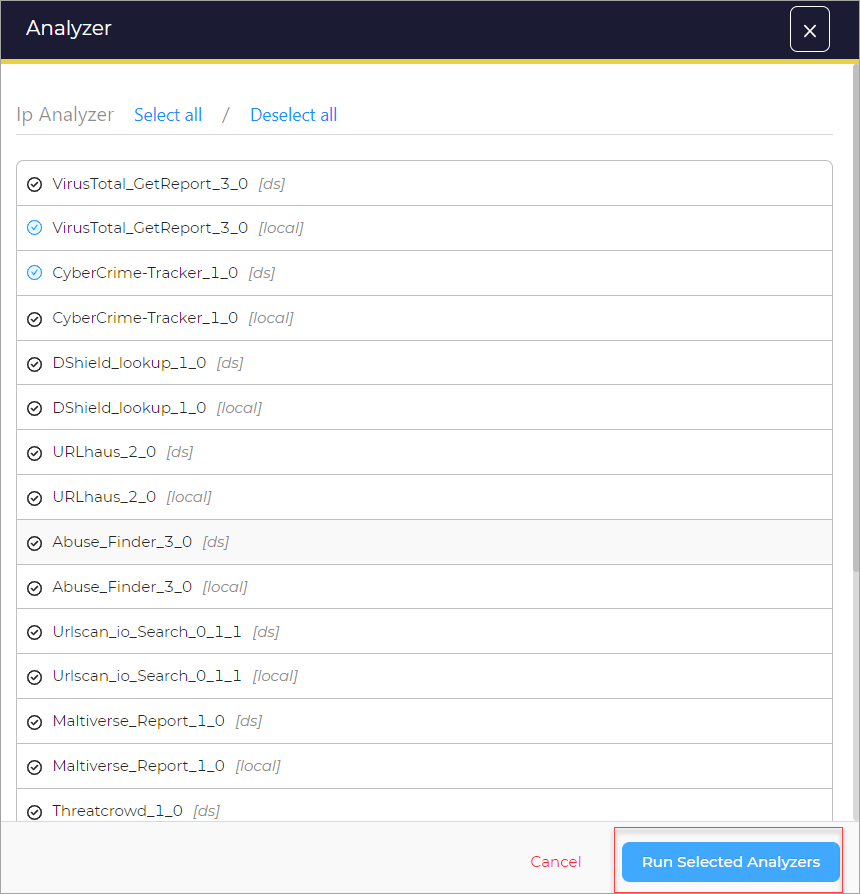 Analyzer
Ip Analyzer Select all / Deselect all
VirusTotal_GetReport_3_0 [ds]
VirusTotal_GetReport_3_0 [local]
CyberCrime-Tracker_1_0 [ds]
CyberCrime-Tracker_1_0 [local]
DShield_lookup_1_0 [ds]
DShield_lookup_1_0 [local]
URLhaus_2_0 [ds]
URLhaus_2_0 [local]
Abuse_Finder_3_0 [ds]
Abuse_Finder_3_0 [local]
Urlscan_io_Search_0_1_1 [ds]
Urlscan_io_Search_0_1_1 [local]
Maltiverse_Report_1_0 [ds]
Maltiverse_Report_1_0 [local]
Threatcrowd_1_0 [ds]
Cancel Run Selected Analyzers